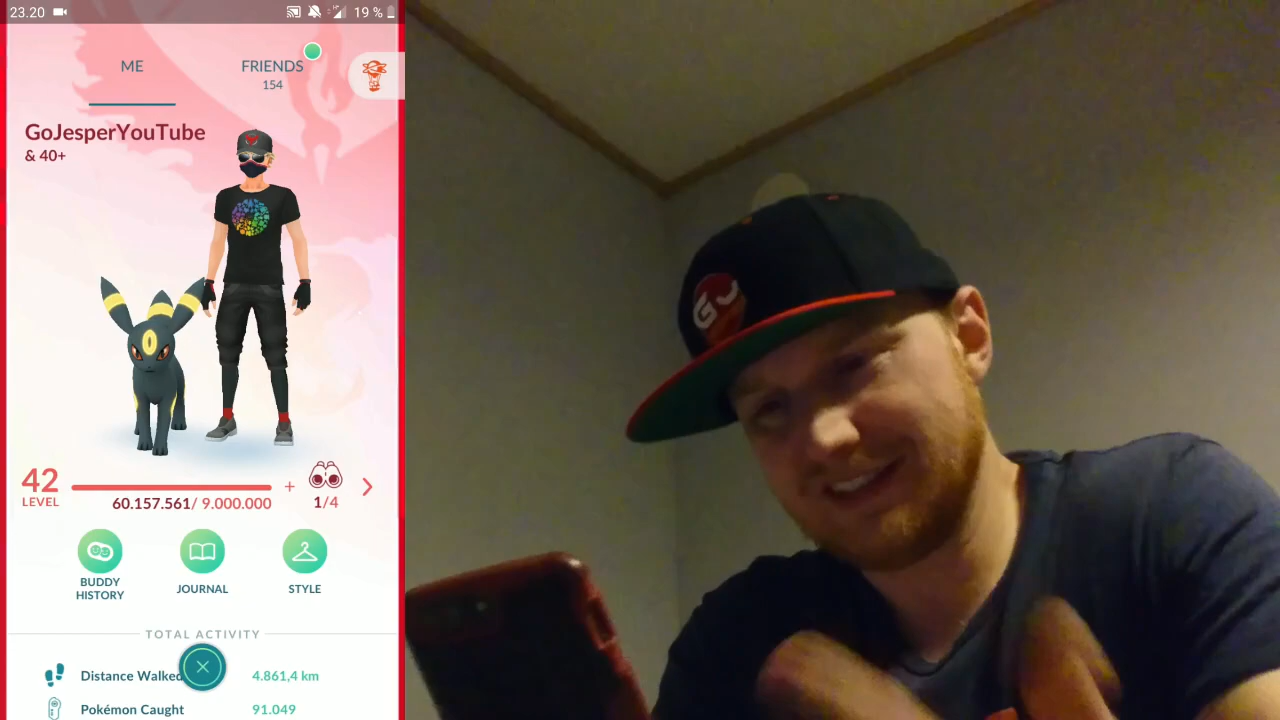 23.20
19 %
ME
FRIENDS
154
GoJesperYouTube
& 40+
42
LEVEL
60.157.561/ 9.000.000
+
1/4
BUDDY
HISTORY
JOURNAL
STYLE
TOTAL ACTIVITY
Distance Walked
4.861,4 km
Pokémon Caught
91.049
GJ